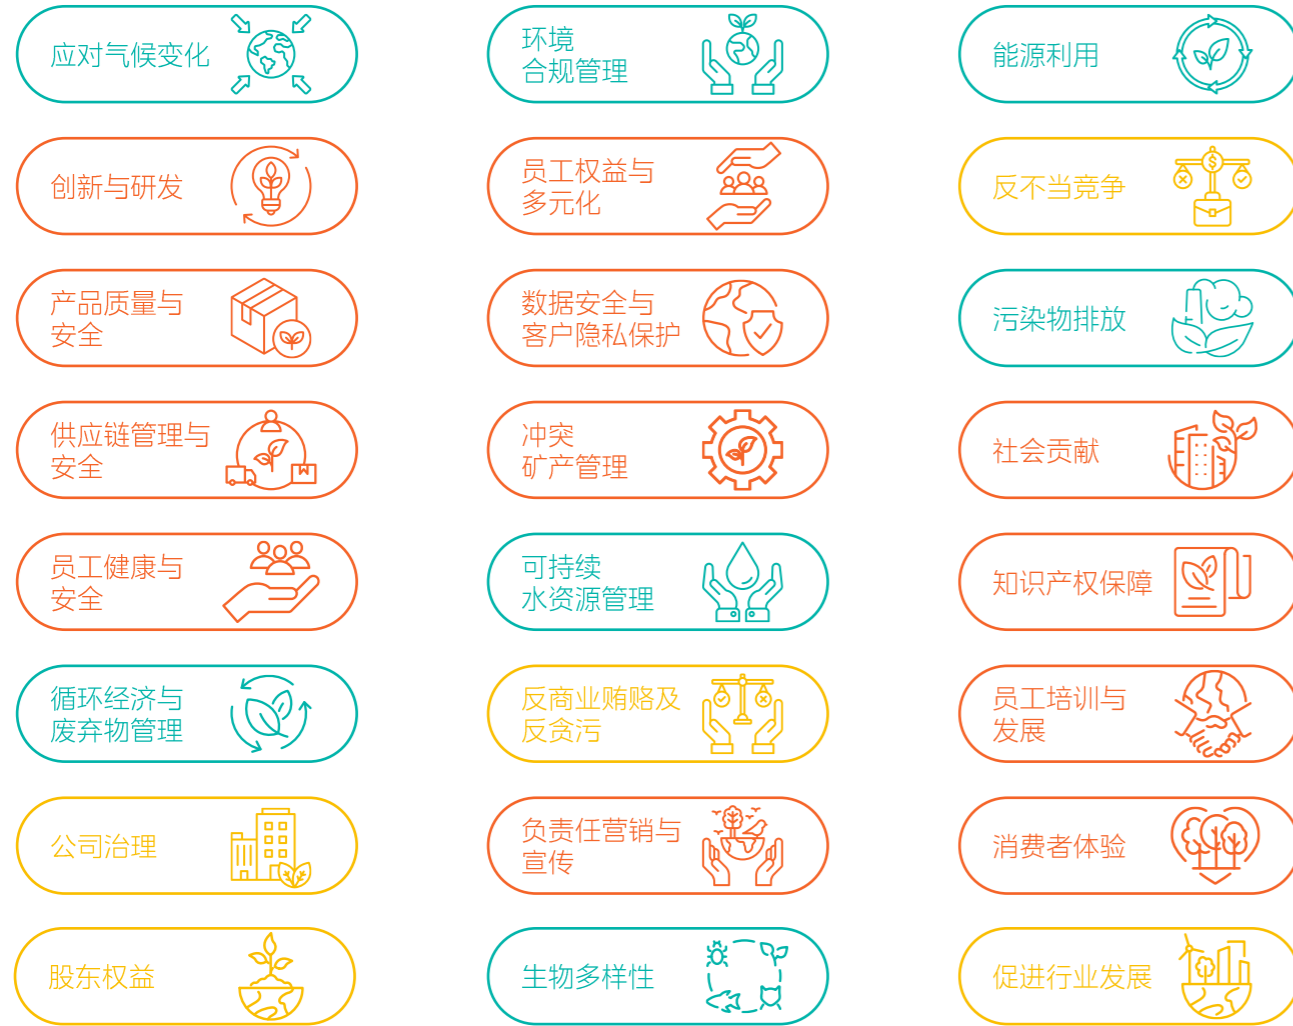 应对气候变化
环境
合规管理
能源利用
创新与研发
员工权益与
多元化
反不当竞争
产品质量与
安全
数据安全与
客户隐私保护
污染物排放
供应链管理与
安全
冲突
矿产管理
社会贡献
员工健康与
安全
可持续
水资源管理
知识产权保障
循环经济与
废弃物管理
反商业贿赂及
反贪污
员工培训与
发展
公司治理
负责任营销与
宣传
消费者体验
股东权益
生物多样性
促进行业发展